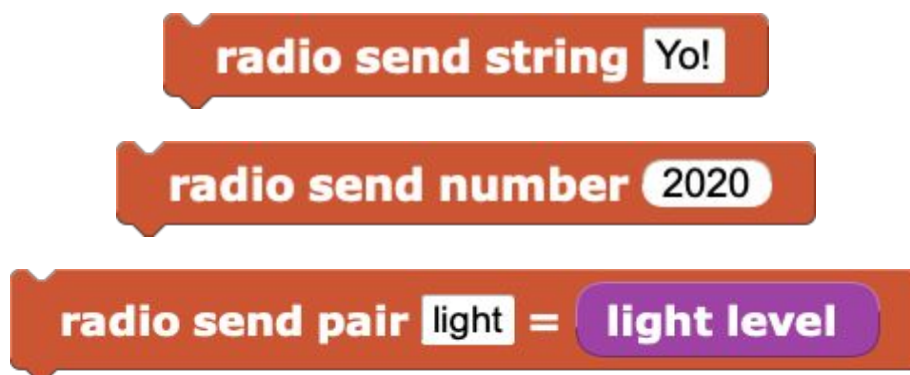 radio send string Yo!
radio send number 2020
radio send pair light = light level